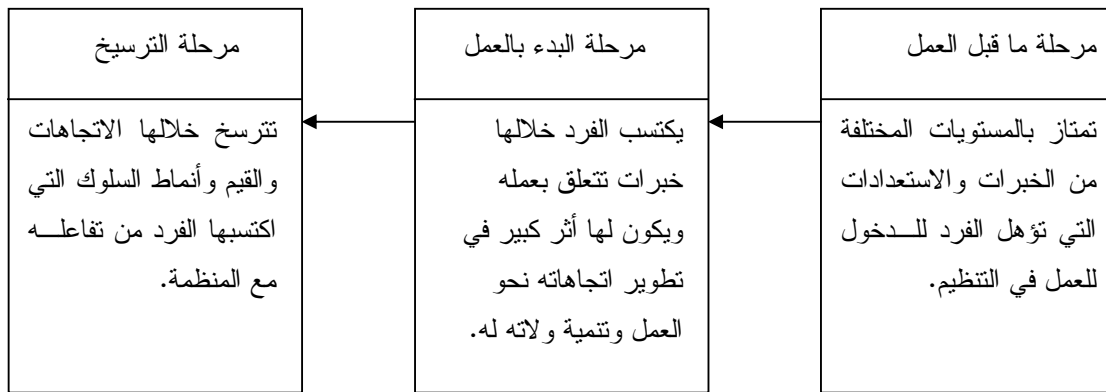 مرحلة ما قبل العمل
تمتاز بالمستويات المختلفة
من الخبرات والاستعدادات
التي تؤهل الفرد للدخول
للعمل في التنظيم.
مرحلة البدء بالعمل
يكتسب الفرد خلالها
خبرات تتعلق بعمله
ويكون لها أثر كبير في
تطوير اتجاهاته نحو
العمل وتنمية ولاته له.
مرحلة الترسيخ
تترسخ خلالها الاتجاهات
والقيم وأنماط السلوك التي
اكتسبها الفرد من تفاعله
مع المنظمة.